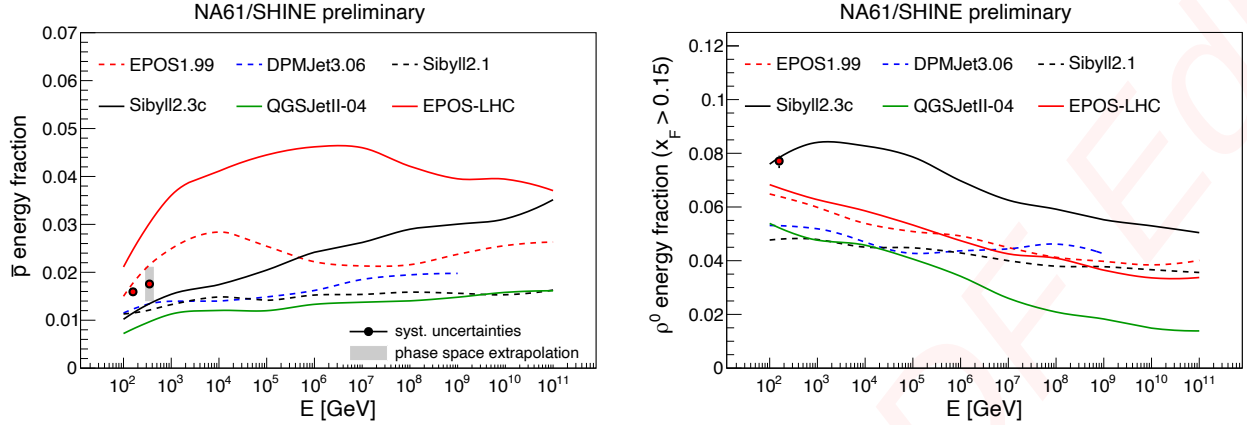 NA61/SHINE preliminary
p̅ energy fraction
0.07
0.06
0.05
0.04
0.03
0.02
0.01
0
EPOS1.99
DPMJet3.06
Sibyll2.1
Sibyll2.3c
QGSJetII-04
EPOS-LHC
syst. uncertainties
phase space extrapolation
10² 10³ 10⁴ 10⁵ 10⁶ 10⁷ 10⁸ 10⁹ 10¹⁰ 10¹¹
E [GeV]
NA61/SHINE preliminary
ρ⁰ energy fraction (x_F > 0.15)
0.12
0.1
0.08
0.06
0.04
0.02
0
EPOS1.99
DPMJet3.06
Sibyll2.1
Sibyll2.3c
QGSJetII-04
EPOS-LHC
10² 10³ 10⁴ 10⁵ 10⁶ 10⁷ 10⁸ 10⁹ 10¹⁰ 10¹¹
E [GeV]